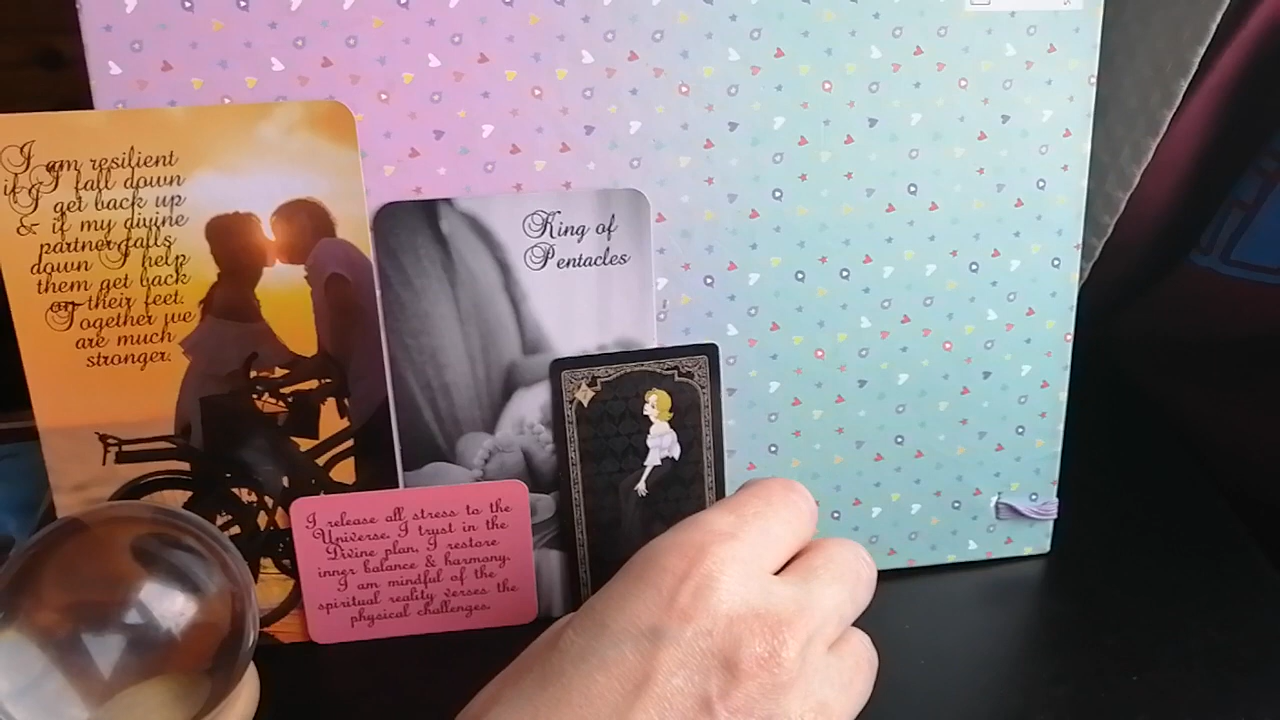 I am resilient
if I fall down
I get back up
& if my divine
partner falls
down I help
them get back
on their feet.
Together we
are much
stronger.
King of
Pentacles
I release all stress to the
Universe. I trust in the
Divine plan. I restore
inner balance & harmony.
I am mindful of the
spiritual reality verses the
physical challenges.